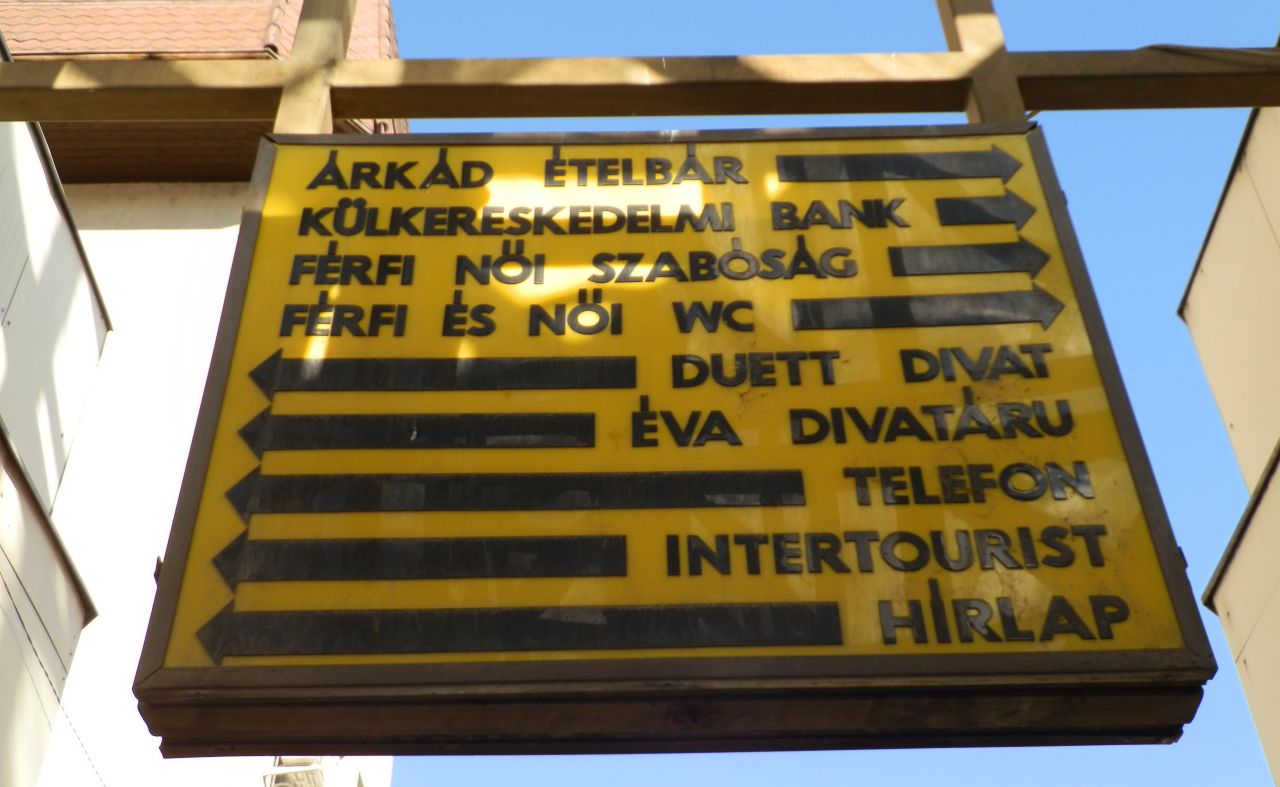 ÁRKÁD ÉTELBÁR
KÜLKERESKEDELMI BANK
FÉRFI NŐI SZABÓSÁG
FÉRFI ÉS NŐI WC
DUETT DIVAT
ÉVA DIVATÁRU
TELEFON
INTERTOURIST
HÍRLAP